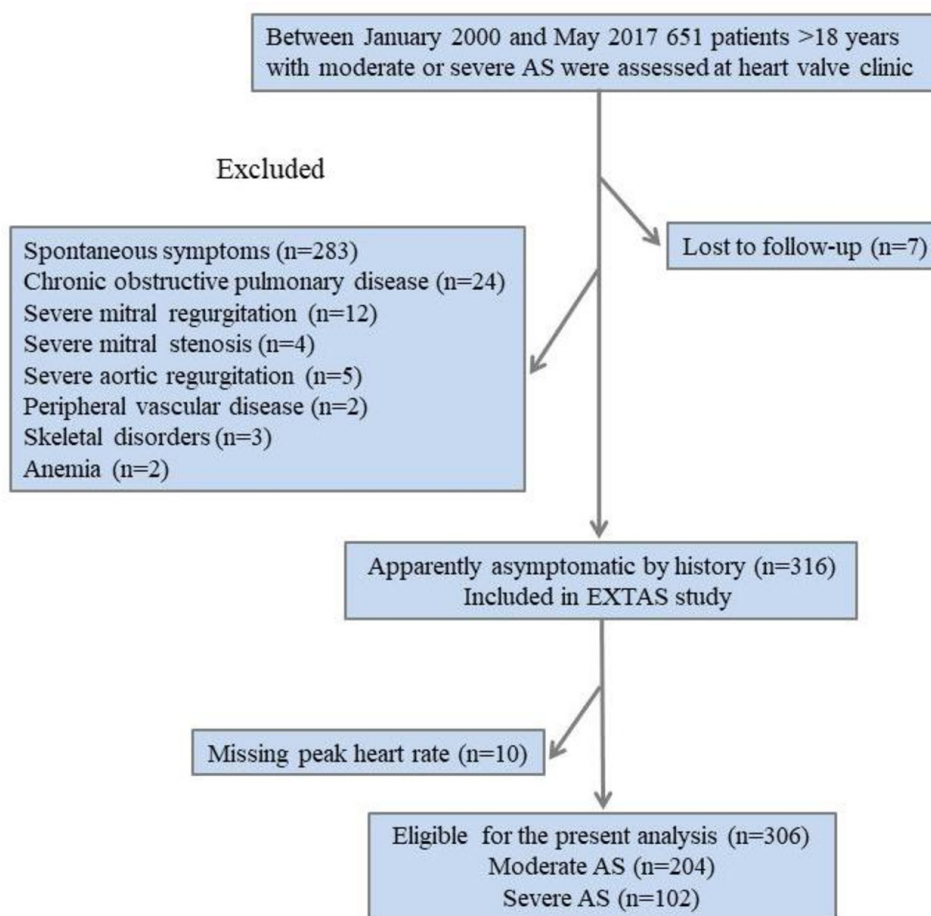 Between January 2000 and May 2017 651 patients >18 years
with moderate or severe AS were assessed at heart valve clinic
Excluded
Lost to follow-up (n=7)
Spontaneous symptoms (n=283)
Chronic obstructive pulmonary disease (n=24)
Severe mitral regurgitation (n=12)
Severe mitral stenosis (n=4)
Severe aortic regurgitation (n=5)
Peripheral vascular disease (n=2)
Skeletal disorders (n=3)
Anemia (n=2)
Apparently asymptomatic by history (n=316)
Included in EXTAS study
Missing peak heart rate (n=10)
Eligible for the present analysis (n=306)
Moderate AS (n=204)
Severe AS (n=102)